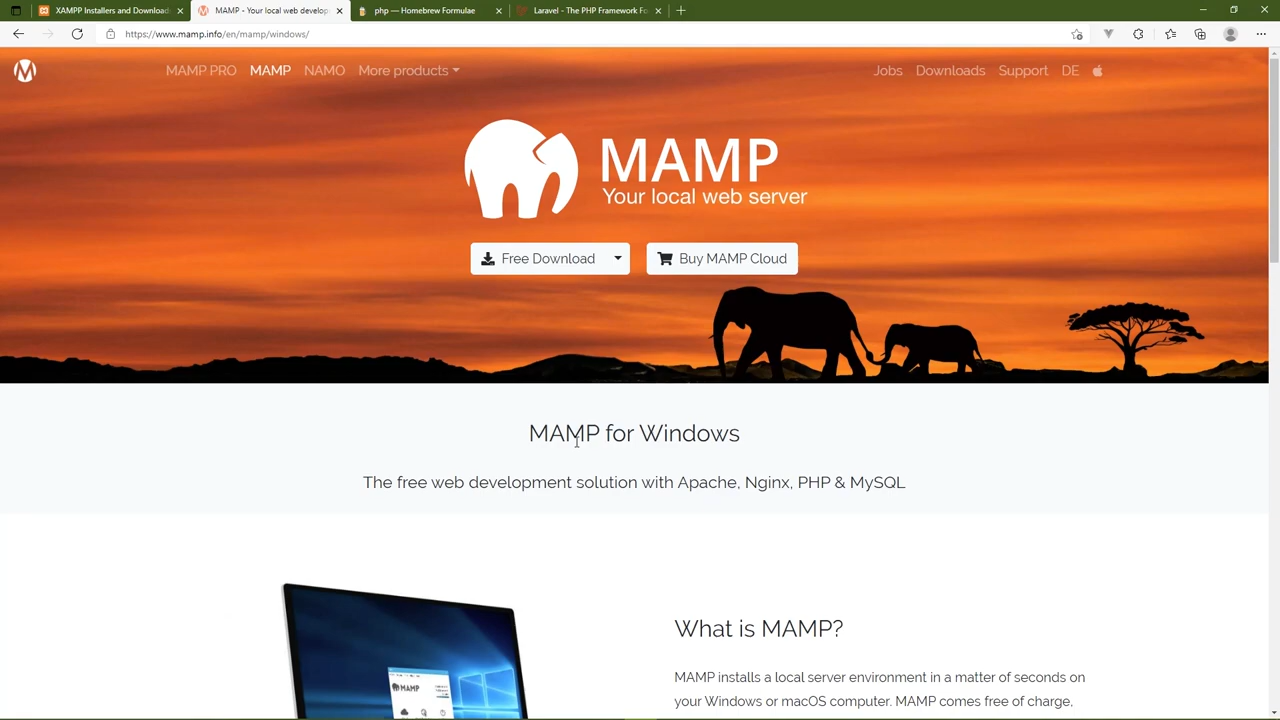 XAMPP Installers and Download
MAMP - Your local web develop
php — Homebrew Formulae
Laravel - The PHP Framework Fo
https://www.mamp.info/en/mamp/windows/
MAMP PRO MAMP NAMO More products Jobs Downloads Support DE
MAMP
Your local web server
Free Download Buy MAMP Cloud
MAMP for Windows
The free web development solution with Apache, Nginx, PHP & MySQL
What is MAMP?
MAMP installs a local server environment in a matter of seconds on
your Windows or macOS computer. MAMP comes free of charge,
MAMP